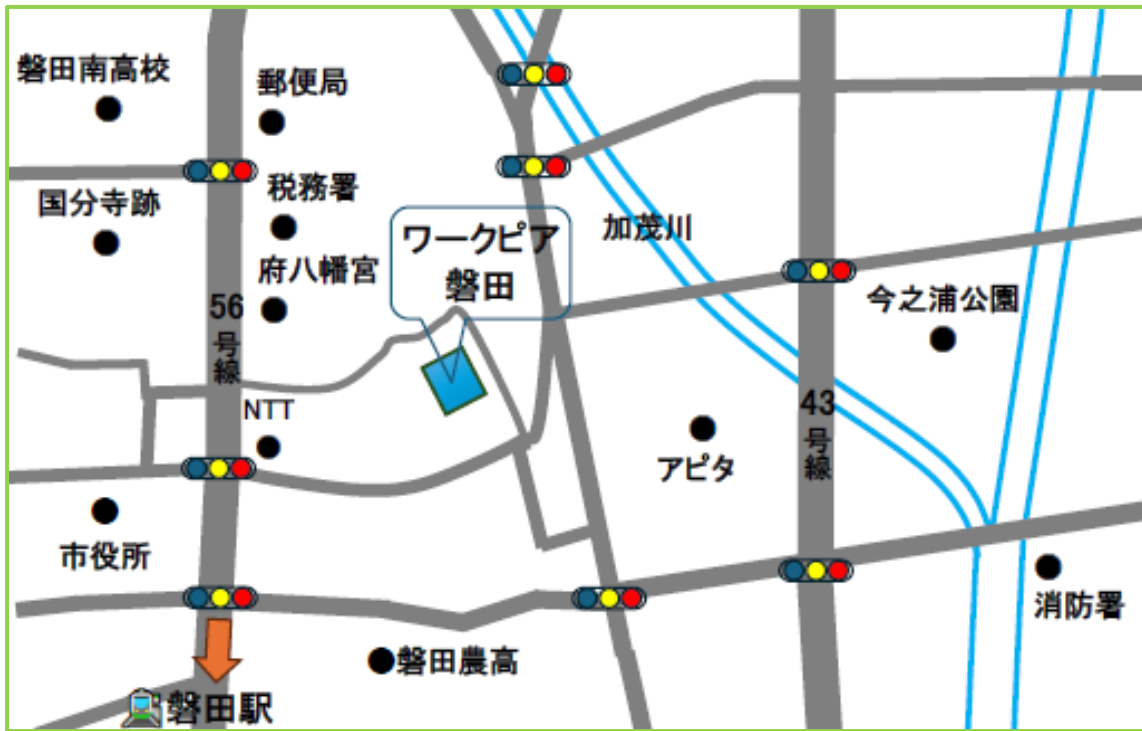 磐田南高校
郵便局
税務署
国分寺跡
ワークピア
磐田
加茂川
府八幡宮
56
号
線
今之浦公園
NTT
43
号
線
アピタ
市役所
消防署
磐田農高
磐田駅